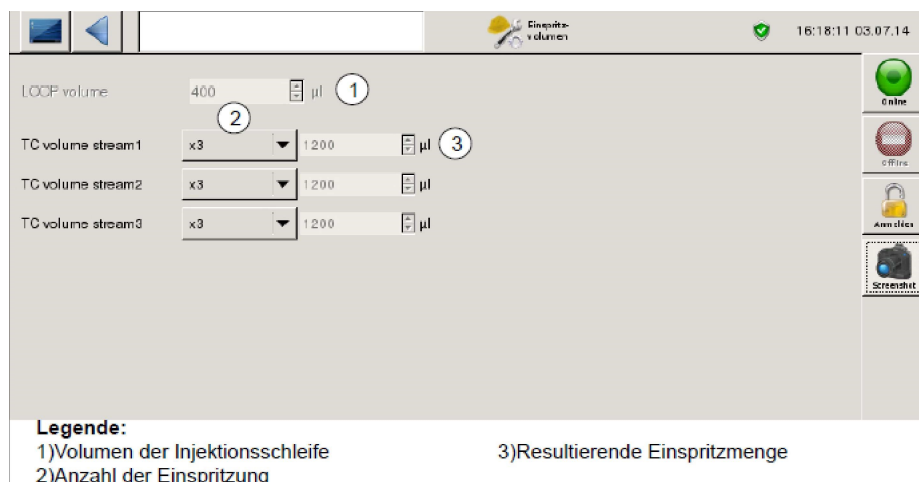 Einspritz-
volumen
16:18:11 03.07.14
LOOP volume 400 µl 1
2
TC volume stream1 x3 1200 µl 3
TC volume stream2 x3 1200 µl
TC volume stream3 x3 1200 µl
Online
Offline
Anmelden
Screenshot
Legende:
1)Volumen der Injektionsschleife 3)Resultierende Einspritzmenge
2)Anzahl der Einspritzung